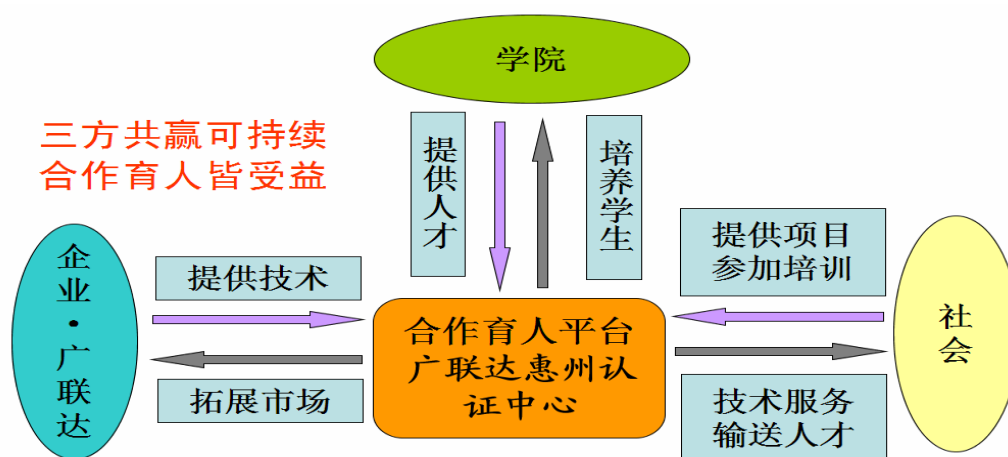 学院
三方共赢可持续
合作育人皆受益
提供人才
培养学生
企业·广联达
提供技术
拓展市场
合作育人平台
广联达惠州认
证中心
提供项目
参加培训
技术服务
输送人才
社会